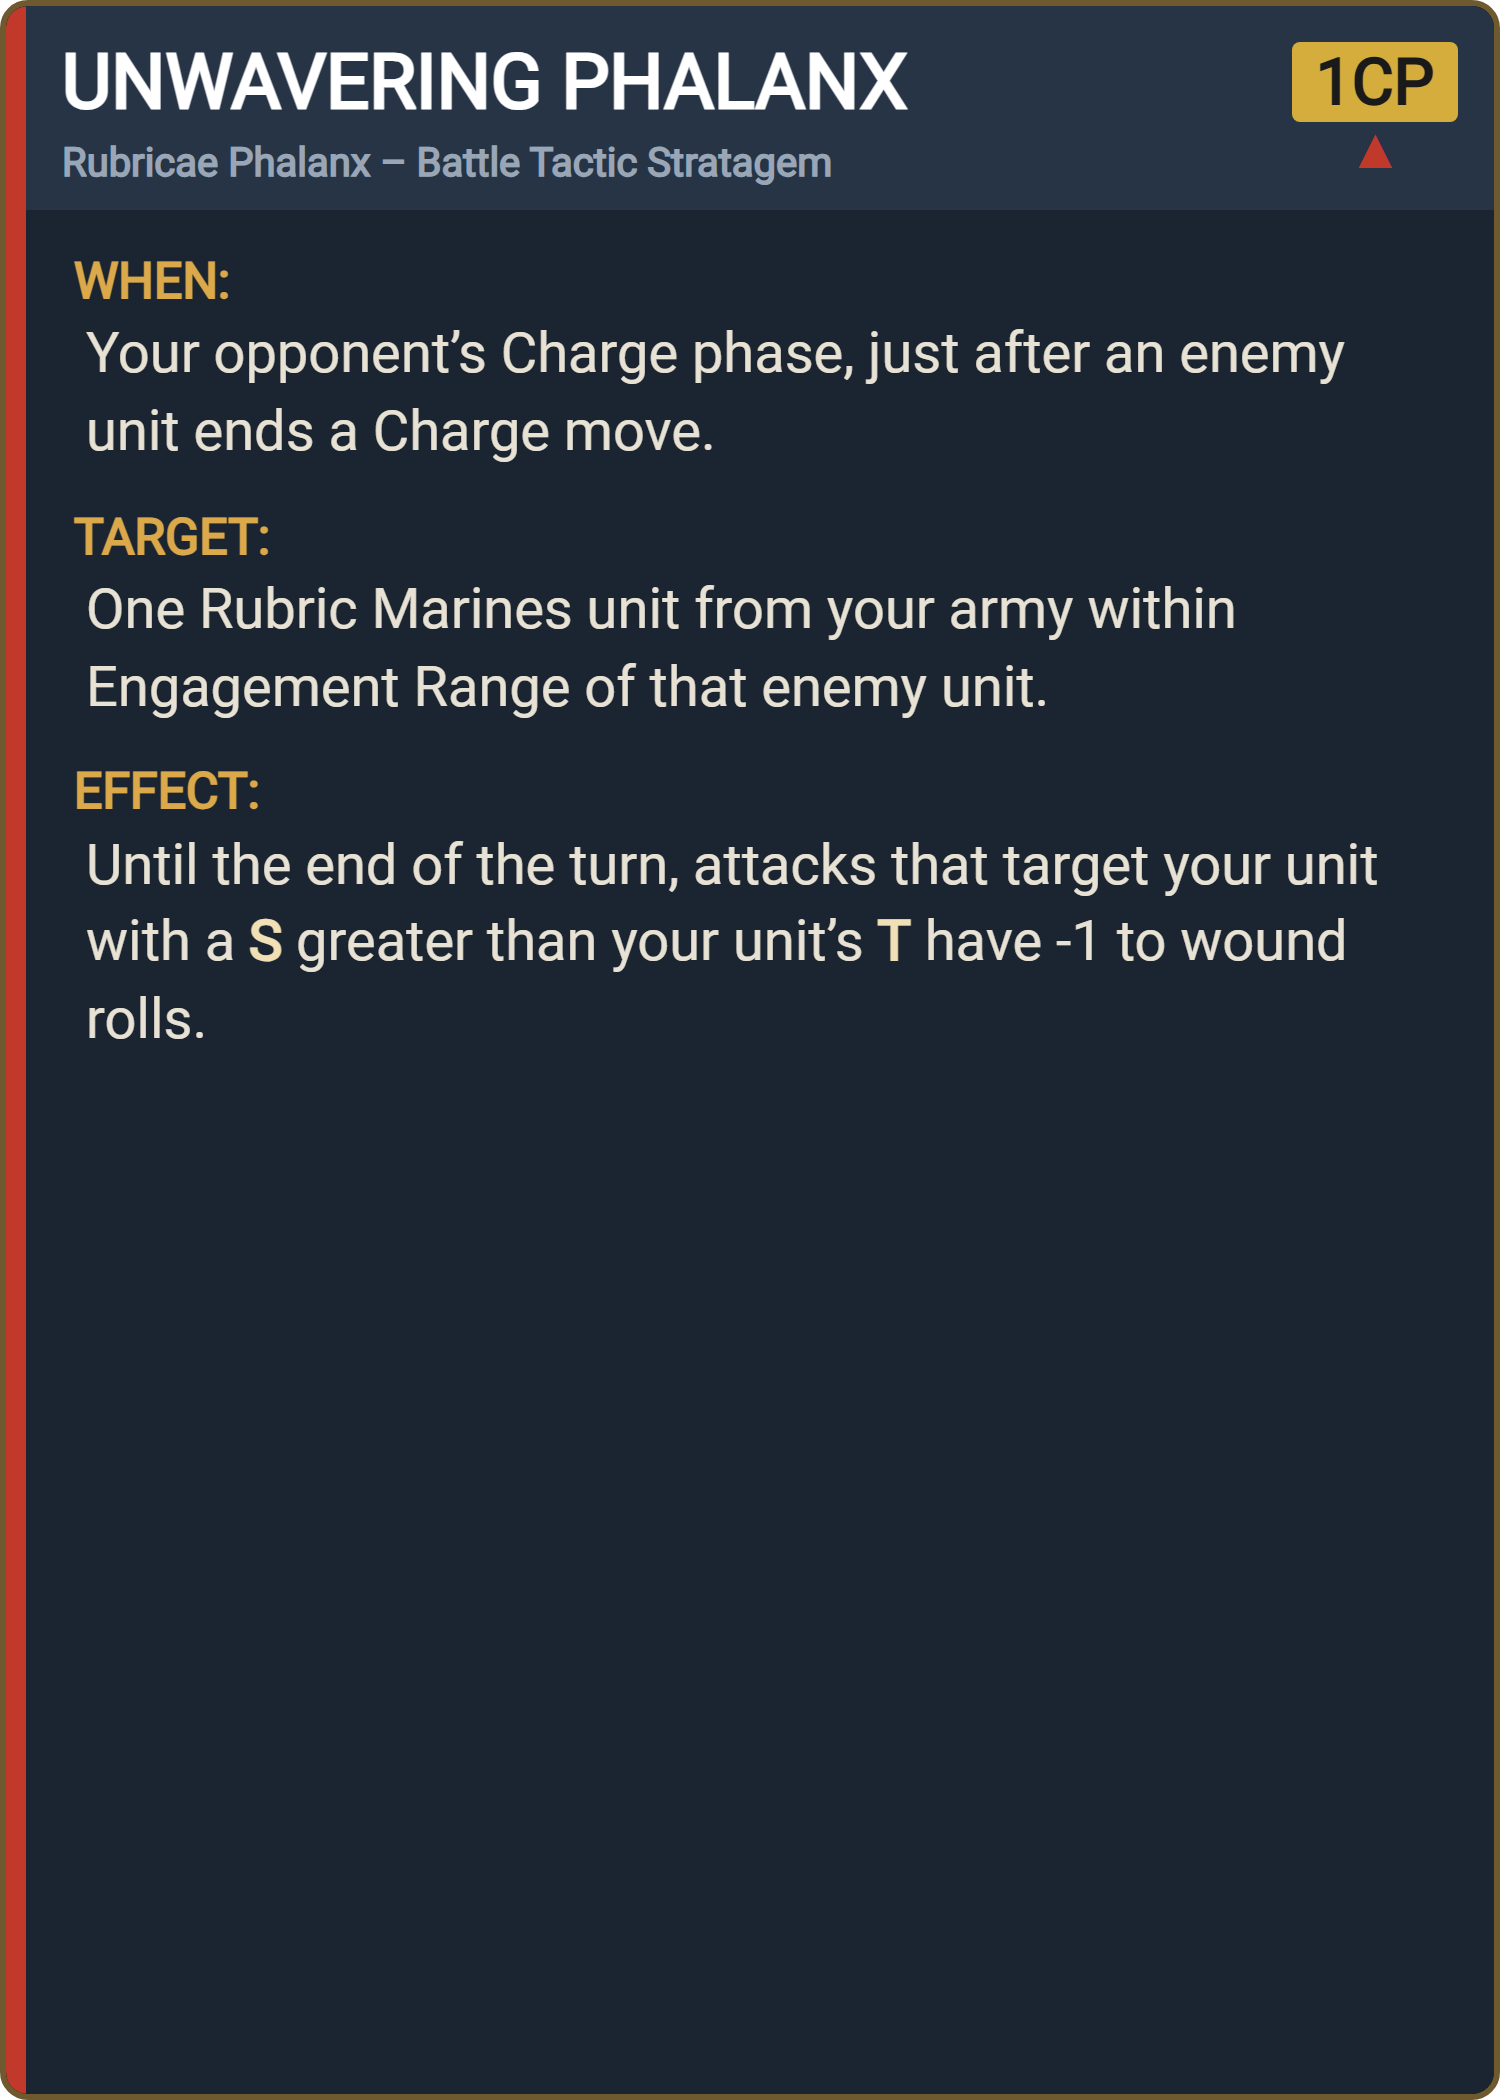 UNWAVERING PHALANX
1CP
Rubricae Phalanx – Battle Tactic Stratagem
WHEN:
Your opponent’s Charge phase, just after an enemy
unit ends a Charge move.
TARGET:
One Rubric Marines unit from your army within
Engagement Range of that enemy unit.
EFFECT:
Until the end of the turn, attacks that target your unit
with a S greater than your unit’s T have -1 to wound
rolls.